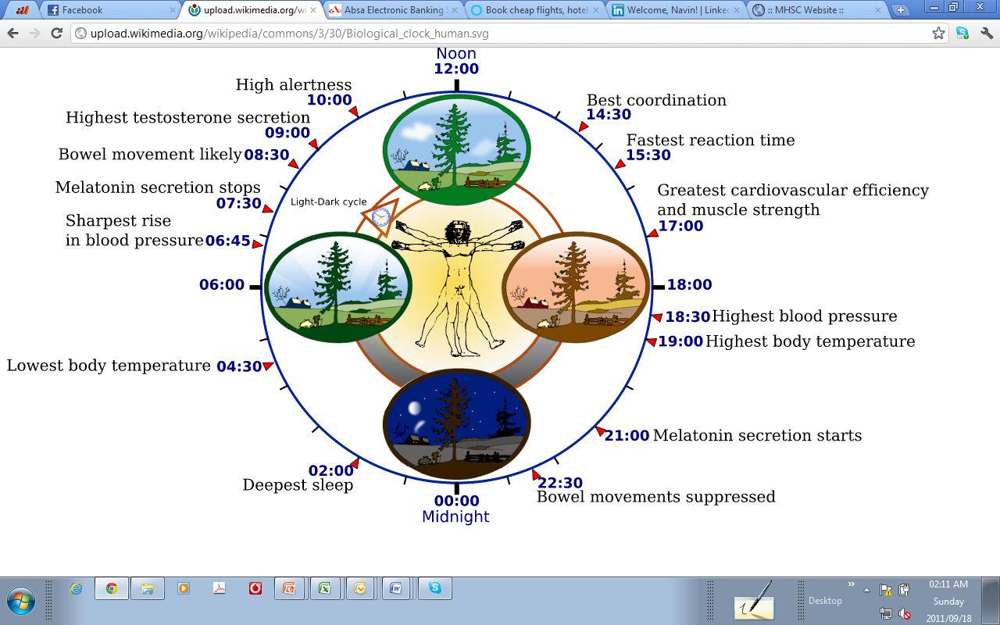 Facebook
upload.wikimedia.org/wi
Absa Electronic Banking
Book cheap flights, hotel
Welcome, Navin! | Linked
:: MHSC Website ::
upload.wikimedia.org/wikipedia/commons/3/30/Biological_clock_human.svg
Noon
12:00
High alertness
10:00
Highest testosterone secretion
09:00
Bowel movement likely 08:30
Melatonin secretion stops
07:30
Sharpest rise
in blood pressure 06:45
06:00
Lowest body temperature 04:30
02:00
Deepest sleep
Light-Dark cycle
Best coordination
14:30
Fastest reaction time
15:30
Greatest cardiovascular efficiency
and muscle strength
17:00
18:00
18:30 Highest blood pressure
19:00 Highest body temperature
21:00 Melatonin secretion starts
22:30
Bowel movements suppressed
00:00
Midnight
Desktop
02:11 AM
Sunday
2011/09/18